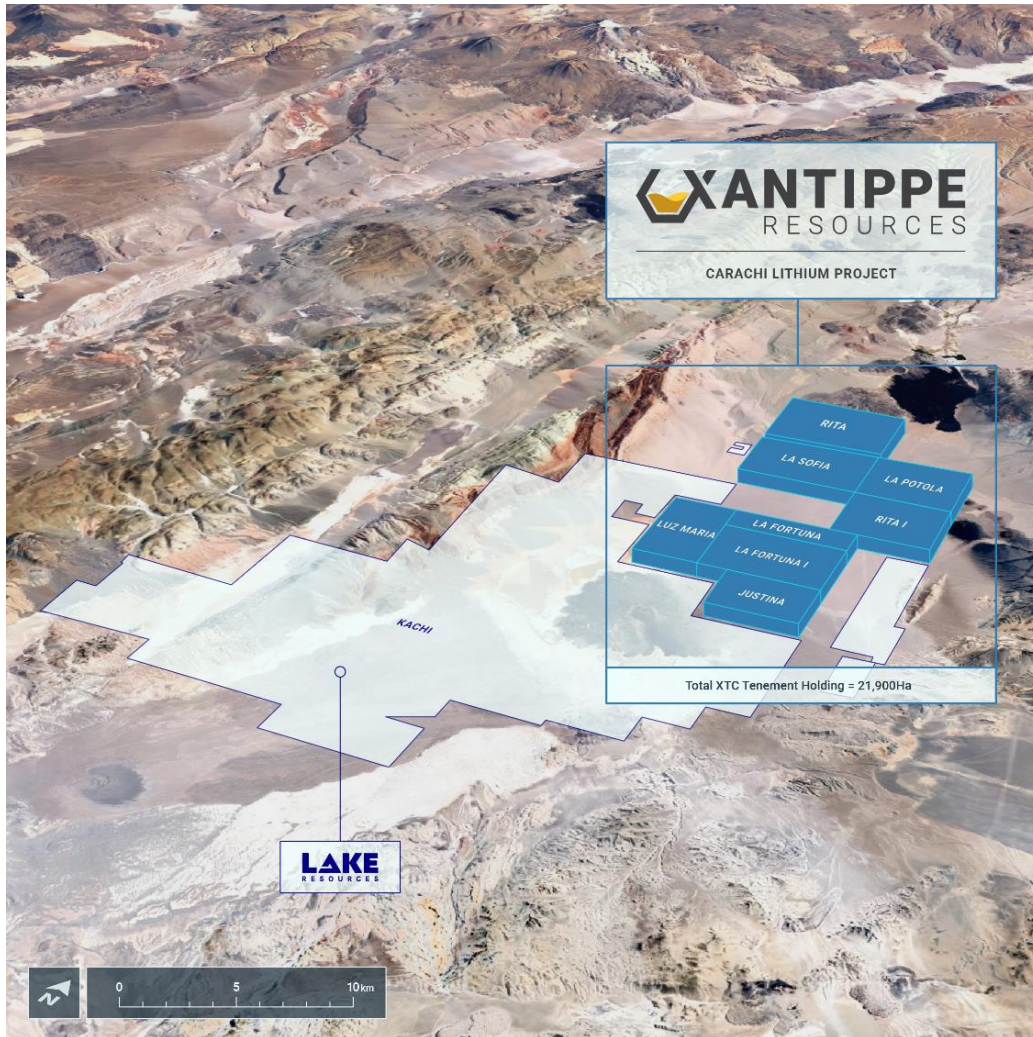 XANTIPPE
RESOURCES
CARACHI LITHIUM PROJECT
RITA
LA SOFIA
LA POTOLA
LUZ MARIA
LA FORTUNA
RITA I
LA FORTUNA I
JUSTINA
KACHI
Total XTC Tenement Holding = 21,900Ha
LAKE
RESOURCES
N
0 5 10km